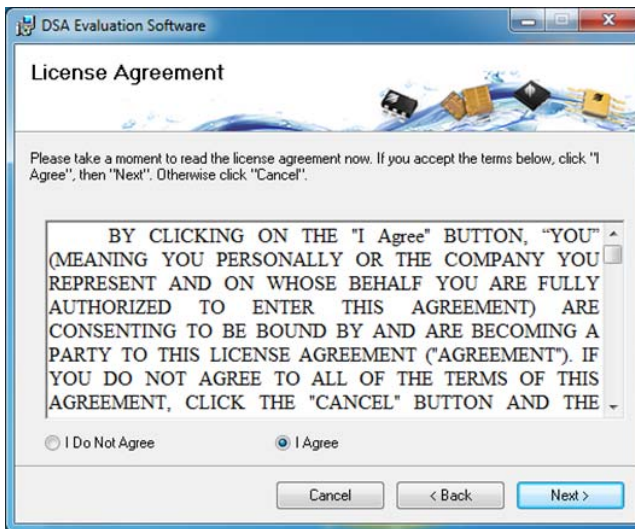 DSA Evaluation Software
License Agreement
Please take a moment to read the license agreement now. If you accept the terms below, click "I
Agree", then "Next". Otherwise click "Cancel".
BY CLICKING ON THE "I Agree" BUTTON, “YOU”
(MEANING YOU PERSONALLY OR THE COMPANY YOU
REPRESENT AND ON WHOSE BEHALF YOU ARE FULLY
AUTHORIZED TO ENTER THIS AGREEMENT) ARE
CONSENTING TO BE BOUND BY AND ARE BECOMING A
PARTY TO THIS LICENSE AGREEMENT ("AGREEMENT"). IF
YOU DO NOT AGREE TO ALL OF THE TERMS OF THIS
AGREEMENT, CLICK THE "CANCEL" BUTTON AND THE
I Do Not Agree I Agree
Cancel < Back Next >